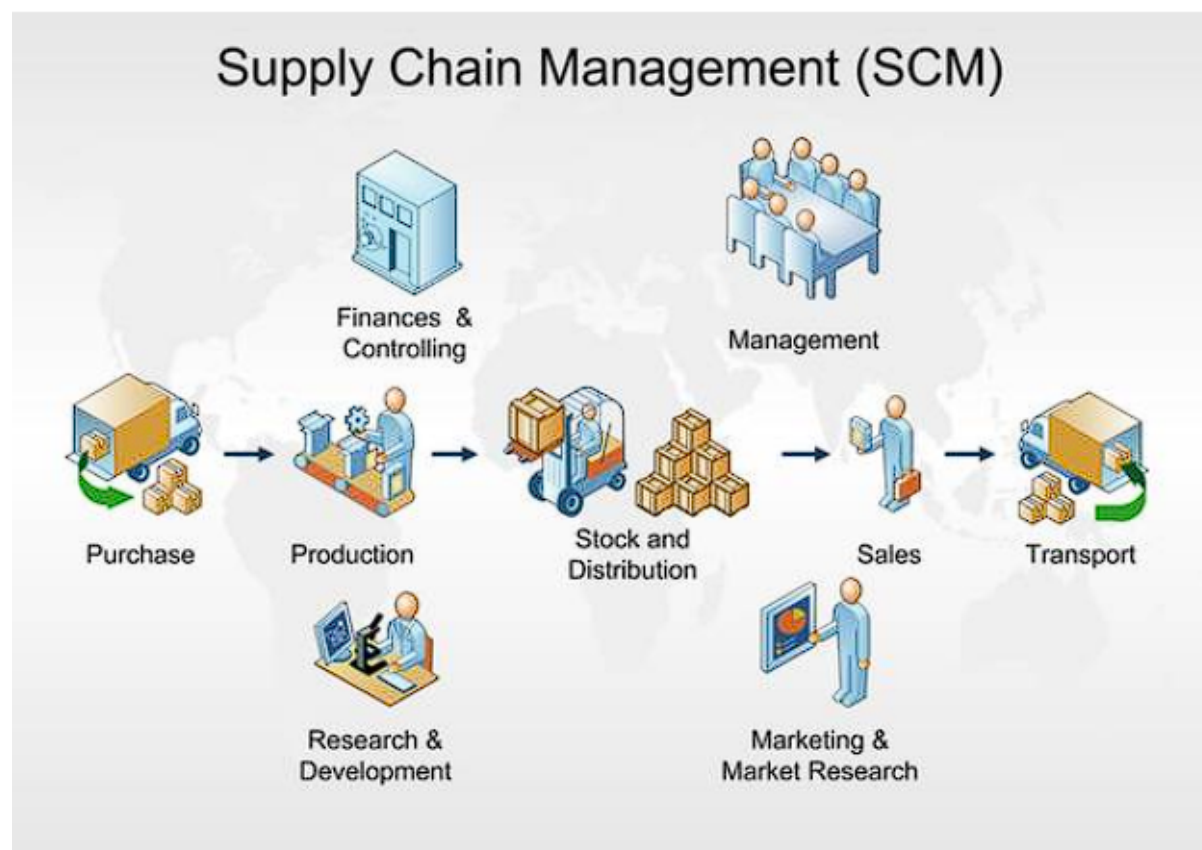 Supply Chain Management (SCM)
Finances &
Controlling
Management
Purchase
Production
Stock and
Distribution
Sales
Transport
Research &
Development
Marketing &
Market Research